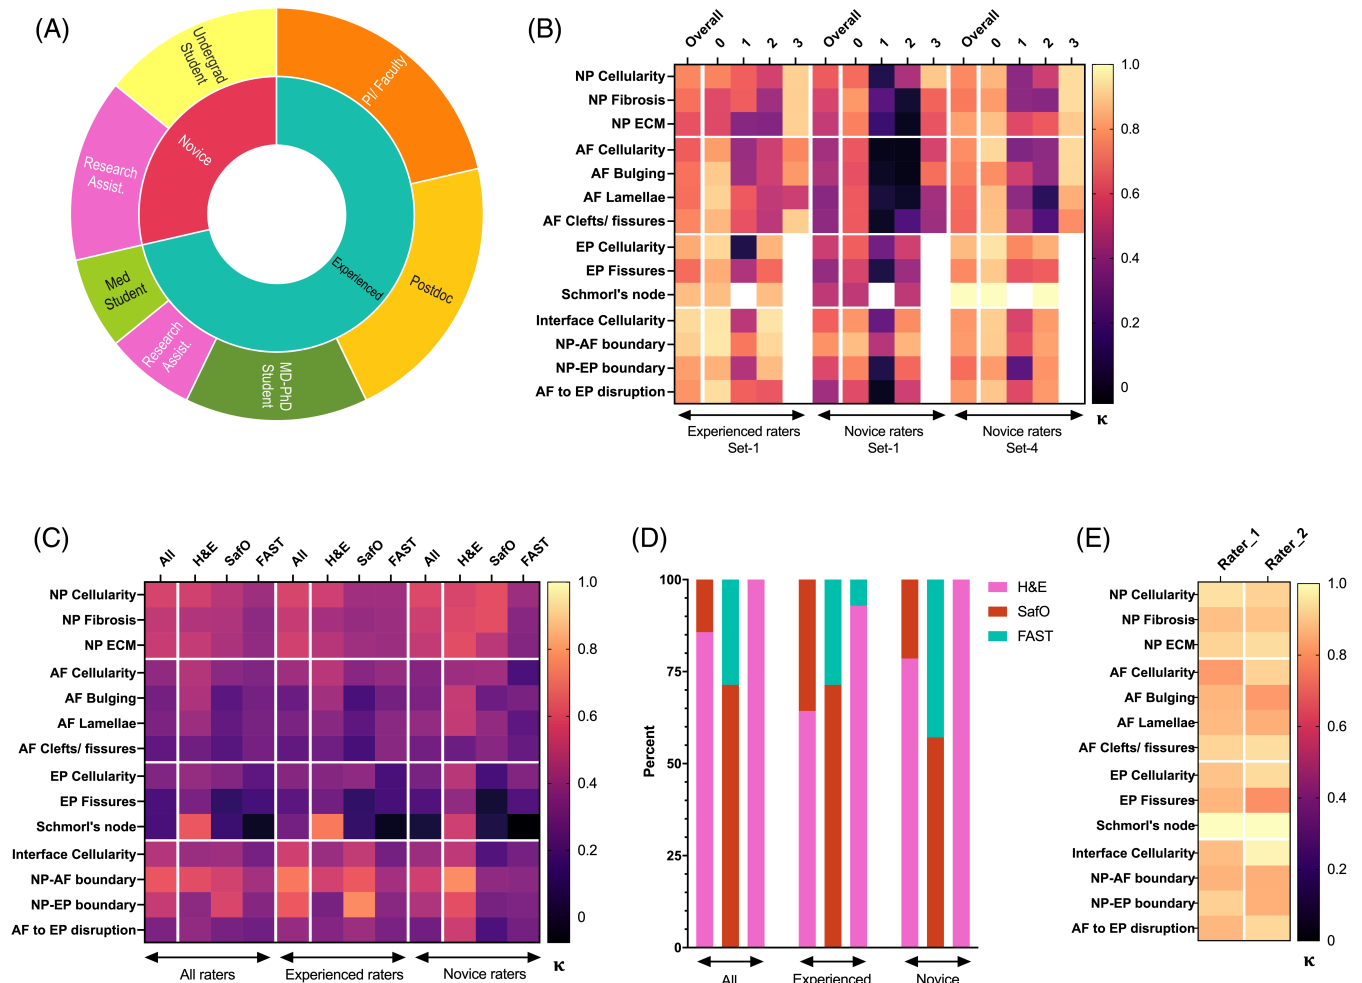 (A)
Undergrad
Student
PI/ Faculty
Novice
Research
Assist.
Experienced
Postdoc
Med
Student
Research
Assist.
MD-PhD
Student
(B)
Overall 0 1 2 3 Overall 0 1 2 3 Overall 0 1 2 3
NP Cellularity
NP Fibrosis
NP ECM
AF Cellularity
AF Bulging
AF Lamellae
AF Clefts/ fissures
EP Cellularity
EP Fissures
Schmorl's node
Interface Cellularity
NP-AF boundary
NP-EP boundary
AF to EP disruption
1.0
0.8
0.6
0.4
0.2
0
κ
Experienced raters
Set-1
Novice raters
Set-1
Novice raters
Set-4
(C)
All H&E SafO FAST All H&E SafO FAST All H&E SafO FAST
NP Cellularity
NP Fibrosis
NP ECM
AF Cellularity
AF Bulging
AF Lamellae
AF Clefts/ fissures
EP Cellularity
EP Fissures
Schmorl's node
Interface Cellularity
NP-AF boundary
NP-EP boundary
AF to EP disruption
1.0
0.8
0.6
0.4
0.2
0
κ
All raters
Experienced raters
Novice raters
(D)
Percent
100
75
50
25
0
All
Experienced
Novice
H&E
SafO
FAST
(E)
Rater_1 Rater_2
NP Cellularity
NP Fibrosis
NP ECM
AF Cellularity
AF Bulging
AF Lamellae
AF Clefts/ fissures
EP Cellularity
EP Fissures
Schmorl's node
Interface Cellularity
NP-AF boundary
NP-EP boundary
AF to EP disruption
1.0
0.8
0.6
0.4
0.2
0
κ